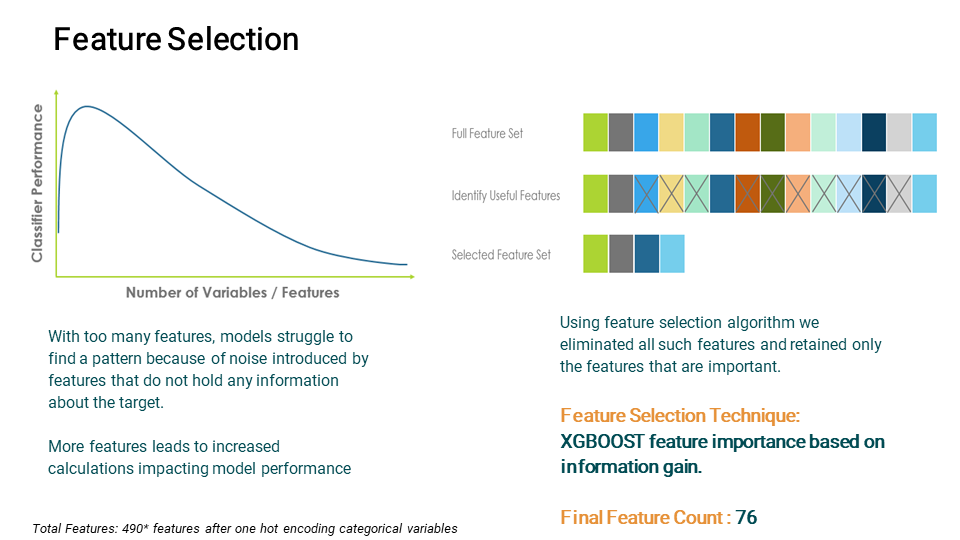 Feature Selection
Classifier Performance
Number of Variables / Features
Full Feature Set
Identify Useful Features
Selected Feature Set
With too many features, models struggle to
find a pattern because of noise introduced by
features that do not hold any information
about the target.
More features leads to increased
calculations impacting model performance
Using feature selection algorithm we
eliminated all such features and retained only
the features that are important.
Feature Selection Technique:
XGBOOST feature importance based on
information gain.
Final Feature Count : 76
Total Features: 490* features after one hot encoding categorical variables